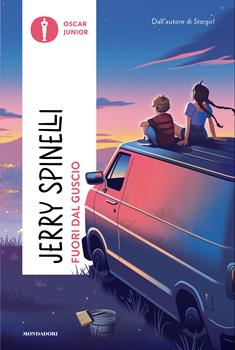 OSCAR
JUNIOR
Dall'autore di Stargirl
JERRY SPINELLI
FUORI DAL GUSCIO
MONDADORI